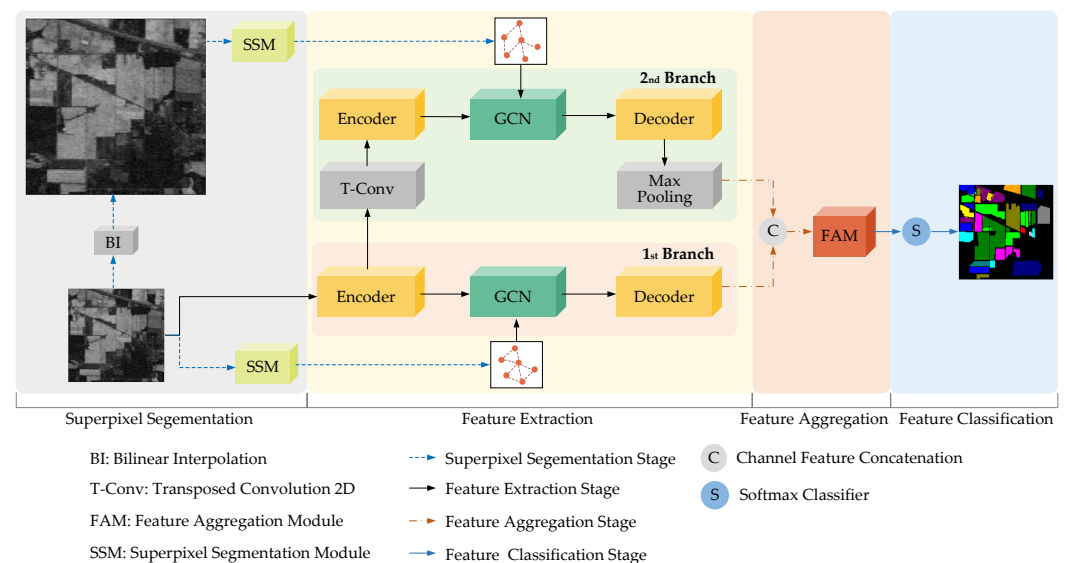 SSM
2nd Branch
Encoder
GCN
Decoder
T-Conv
Max
Pooling
BI
C
FAM
S
1st Branch
Encoder
GCN
Decoder
SSM
Superpixel Segementation
Feature Extraction
Feature Aggregation
Feature Classification
BI: Bilinear Interpolation
T-Conv: Transposed Convolution 2D
FAM: Feature Aggregation Module
SSM: Superpixel Segmentation Module
Superpixel Segementation Stage
Feature Extraction Stage
Feature Aggregation Stage
Feature Classification Stage
C Channel Feature Concatenation
S Softmax Classifier